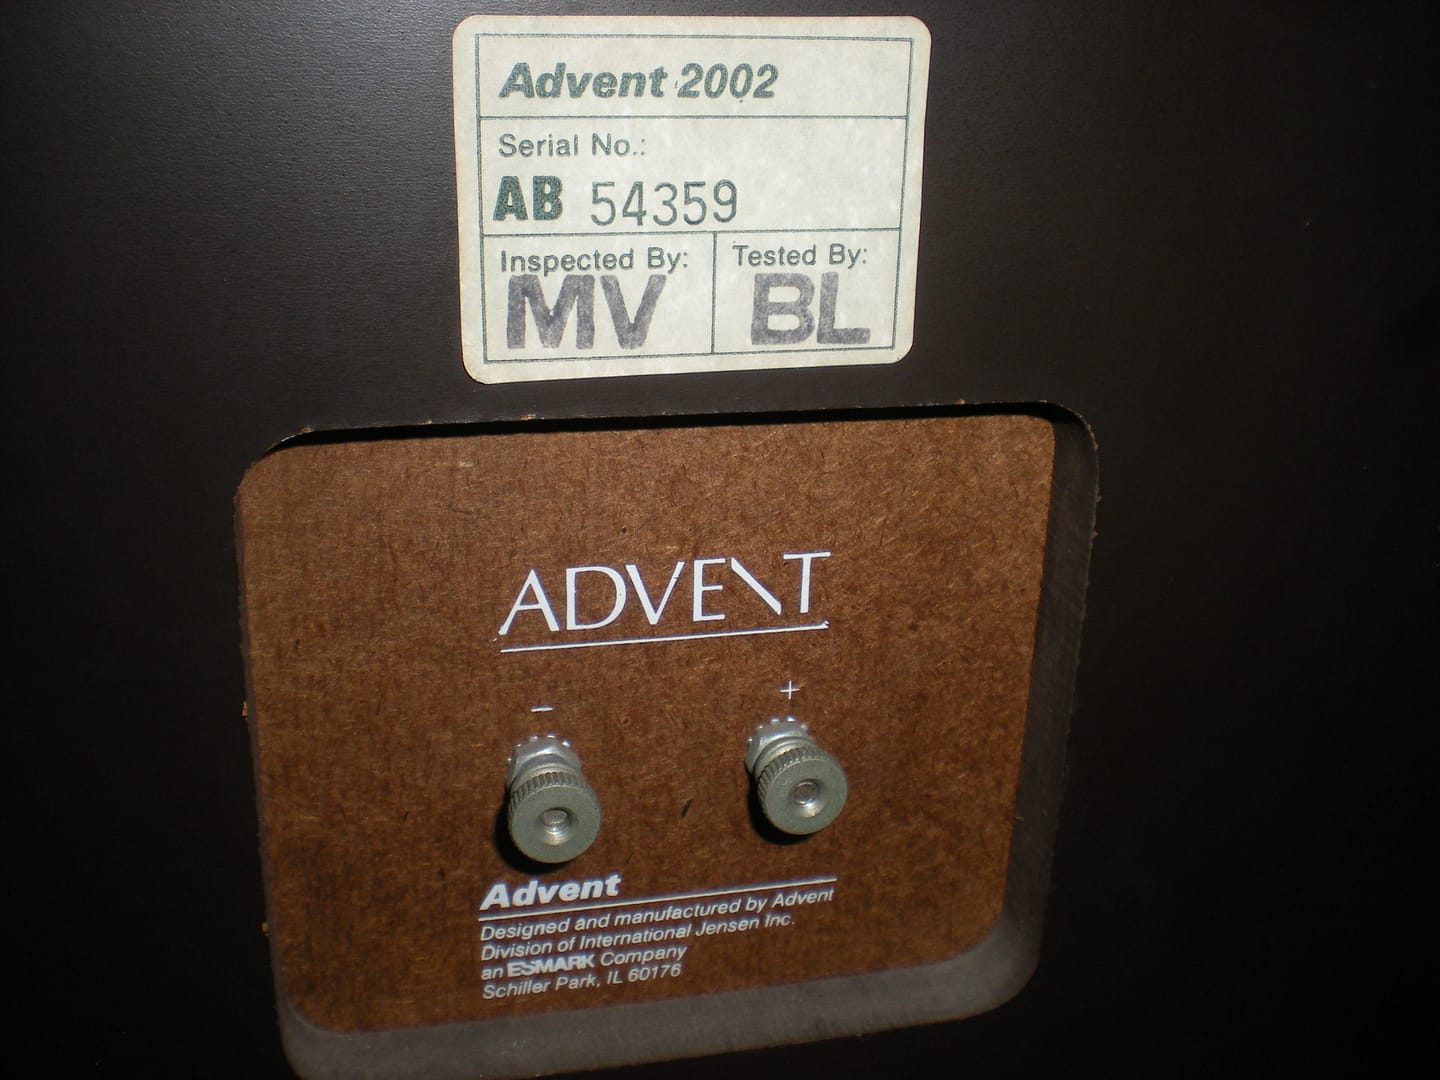 Advent 2002
Serial No.:
AB 54359
Inspected By:
MV
Tested By:
BL
ADVENT
- +
Advent
Designed and manufactured by Advent
Division of International Jensen Inc.
an ESMARK Company
Schiller Park, IL 60176